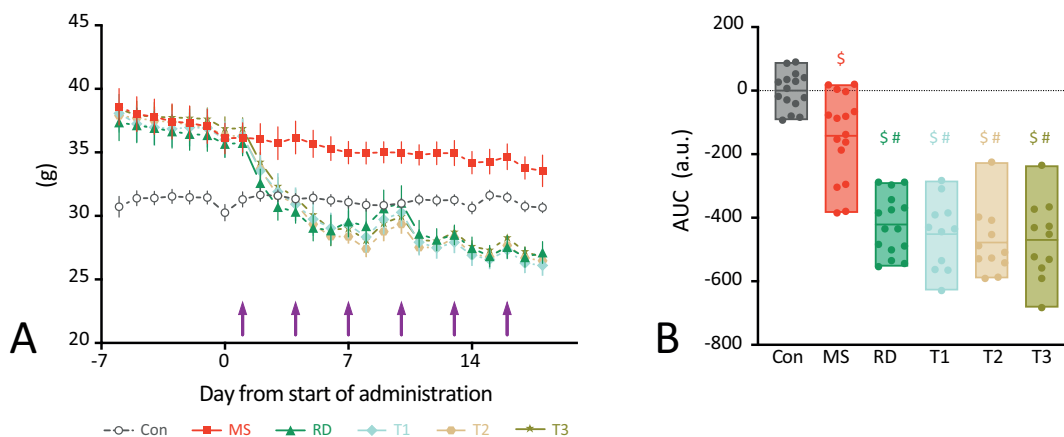 45
40
35
30
25
20
(g)
-7
0
7
14
Day from start of administration
A
Con
MS
RD
T1
T2
T3
200
0
-200
-400
-600
-800
AUC (a.u.)
$
$ #
$ #
$ #
$ #
Con
MS
RD
T1
T2
T3
B